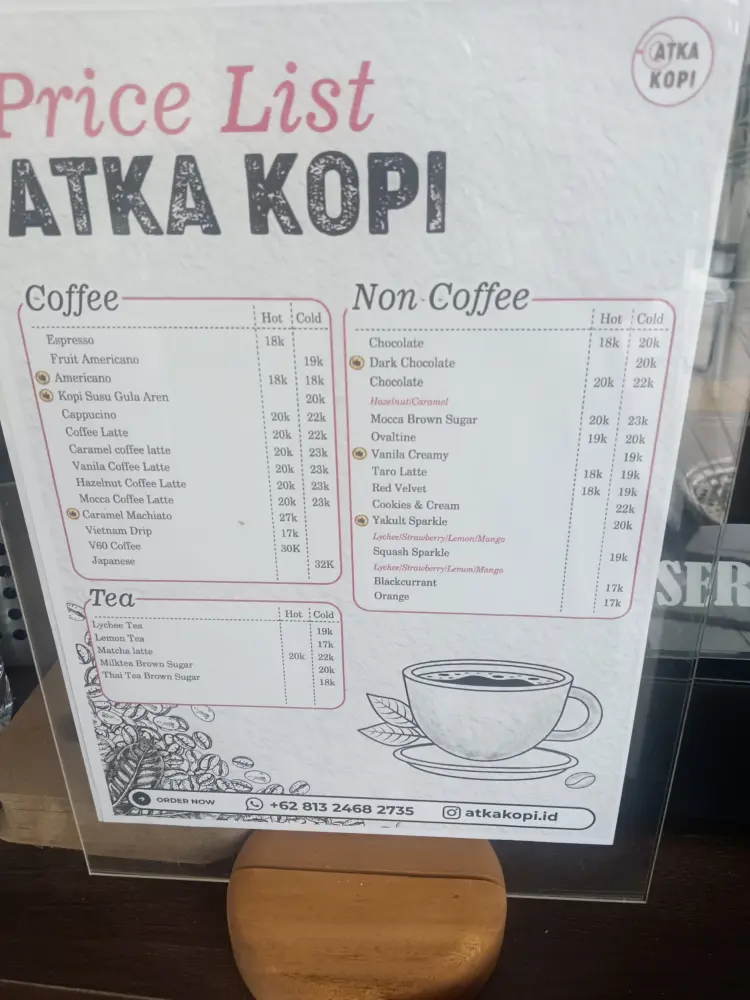 ATKA
KOPI
Price List
ATKA KOPI
Coffee
Hot Cold
Espresso 18k
Fruit Americano 19k
Americano 18k 18k
Kopi Susu Gula Aren 20k
Cappucino 20k 22k
Coffee Latte 20k 22k
Caramel coffee latte 20k 23k
Vanila Coffee Latte 20k 23k
Hazelnut Coffee Latte 20k 23k
Mocca Coffee Latte 20k 23k
Caramel Machiato 27k
Vietnam Drip 17k
V60 Coffee 30K
Japanese 32K
Tea
Hot Cold
Lychee Tea 19k
Lemon Tea 17k
Matcha latte 20k 22k
Milktea Brown Sugar 20k
Thai Tea Brown Sugar 18k
Non Coffee
Hot Cold
Chocolate 18k 20k
Dark Chocolate 20k
Chocolate 20k 22k
Hazelnut/Caramel
Mocca Brown Sugar 20k 23k
Ovaltine 19k 20k
Vanila Creamy 19k
Taro Latte 18k 19k
Red Velvet 18k 19k
Cookies & Cream 22k
Yakult Sparkle 20k
Lychee/Strawberry/Lemon/Mango
Squash Sparkle 19k
Lychee/Strawberry/Lemon/Mango
Blackcurrant 17k
Orange 17k
ORDER NOW +62 813 2468 2735 atkakopi.id
SER